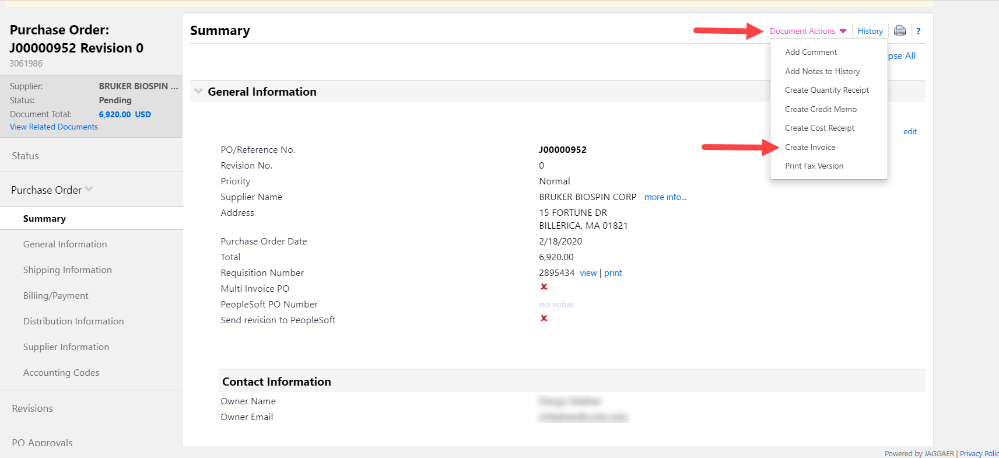 Purchase Order:
J00000952 Revision 0
3061986
Supplier: BRUKER BIOSPIN ...
Status: Pending
Document Total: 6,920.00 USD
View Related Documents
Status
Purchase Order
Summary
General Information
Shipping Information
Billing/Payment
Distribution Information
Supplier Information
Accounting Codes
Revisions
PO Approvals
Summary
Document Actions
History
?
Add Comment
Add Notes to History
Create Quantity Receipt
Create Credit Memo
Create Cost Receipt
Create Invoice
Print Fax Version
pse All
General Information
edit
PO/Reference No. J00000952
Revision No. 0
Priority Normal
Supplier Name BRUKER BIOSPIN CORP more info...
Address 15 FORTUNE DR
BILLERICA, MA 01821
Purchase Order Date 2/18/2020
Total 6,920.00
Requisition Number 2895434 view | print
Multi Invoice PO
PeopleSoft PO Number no value
Send revision to PeopleSoft
Contact Information
Owner Name
Owner Email
Powered by JAGGAER | Privacy Polic